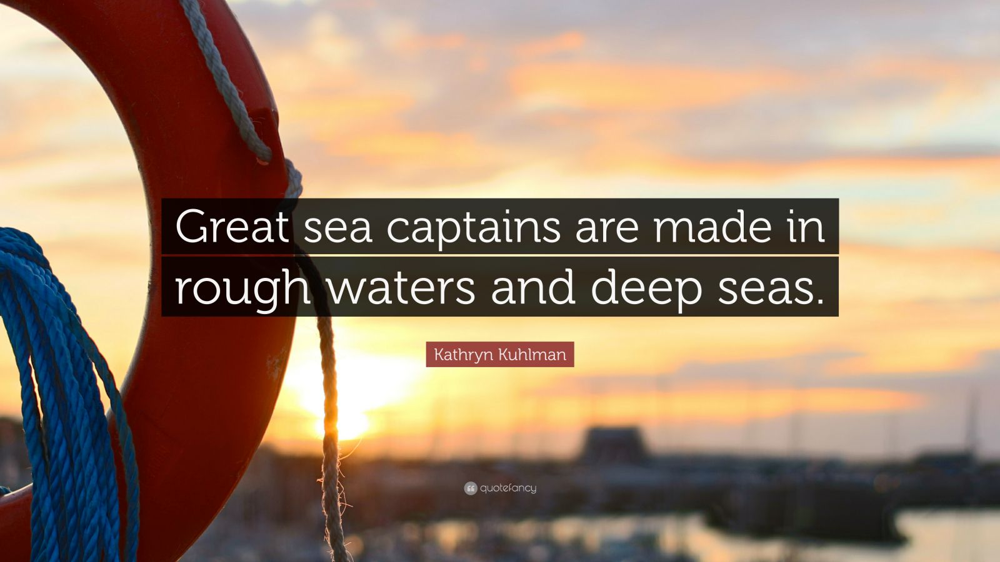 Great sea captains are made in
rough waters and deep seas.
Kathryn Kuhlman
quotefancy